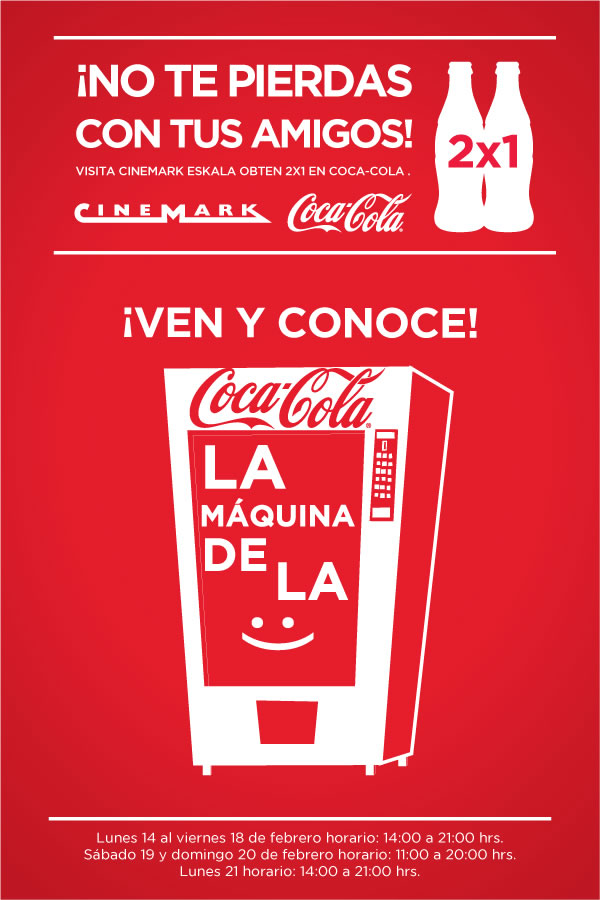 ¡NO TE PIERDAS
CON TUS AMIGOS!
VISITA CINEMARK ESKALA OBTEN 2X1 EN COCA-COLA .
CINEMARK Coca-Cola
2x1
¡VEN Y CONOCE!
Coca-Cola
LA
MÁQUINA
DE LA
Lunes 14 al viernes 18 de febrero horario: 14:00 a 21:00 hrs.
Sábado 19 y domingo 20 de febrero horario: 11:00 a 20:00 hrs.
Lunes 21 horario: 14:00 a 21:00 hrs.